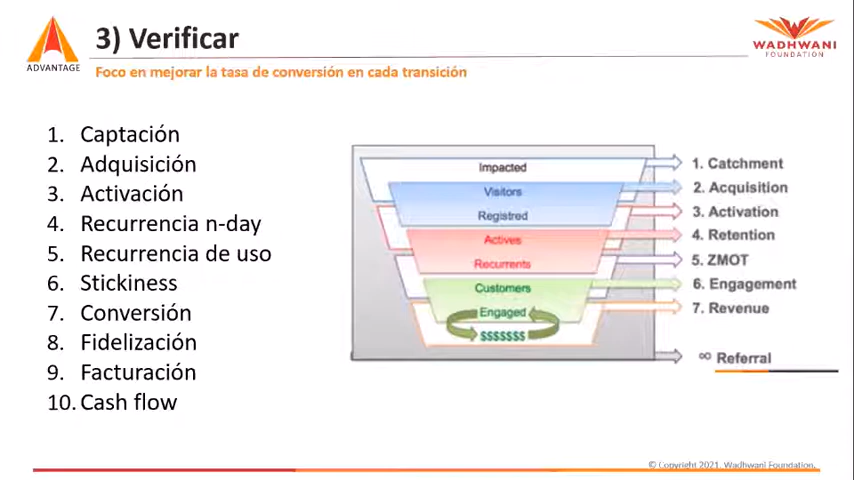 3) Verificar
ADVANTAGE
WADHWANI
FOUNDATION
Foco en mejorar la tasa de conversión en cada transición
1. Captación
2. Adquisición
3. Activación
4. Recurrencia n-day
5. Recurrencia de uso
6. Stickiness
7. Conversión
8. Fidelización
9. Facturación
10. Cash flow
Impacted
Visitors
Registred
Actives
Recurrents
Customers
Engaged
$$$$$$$
1. Catchment
2. Acquisition
3. Activation
4. Retention
5. ZMOT
6. Engagement
7. Revenue
∞ Referral
© Copyright 2021. Wadhwani Foundation.